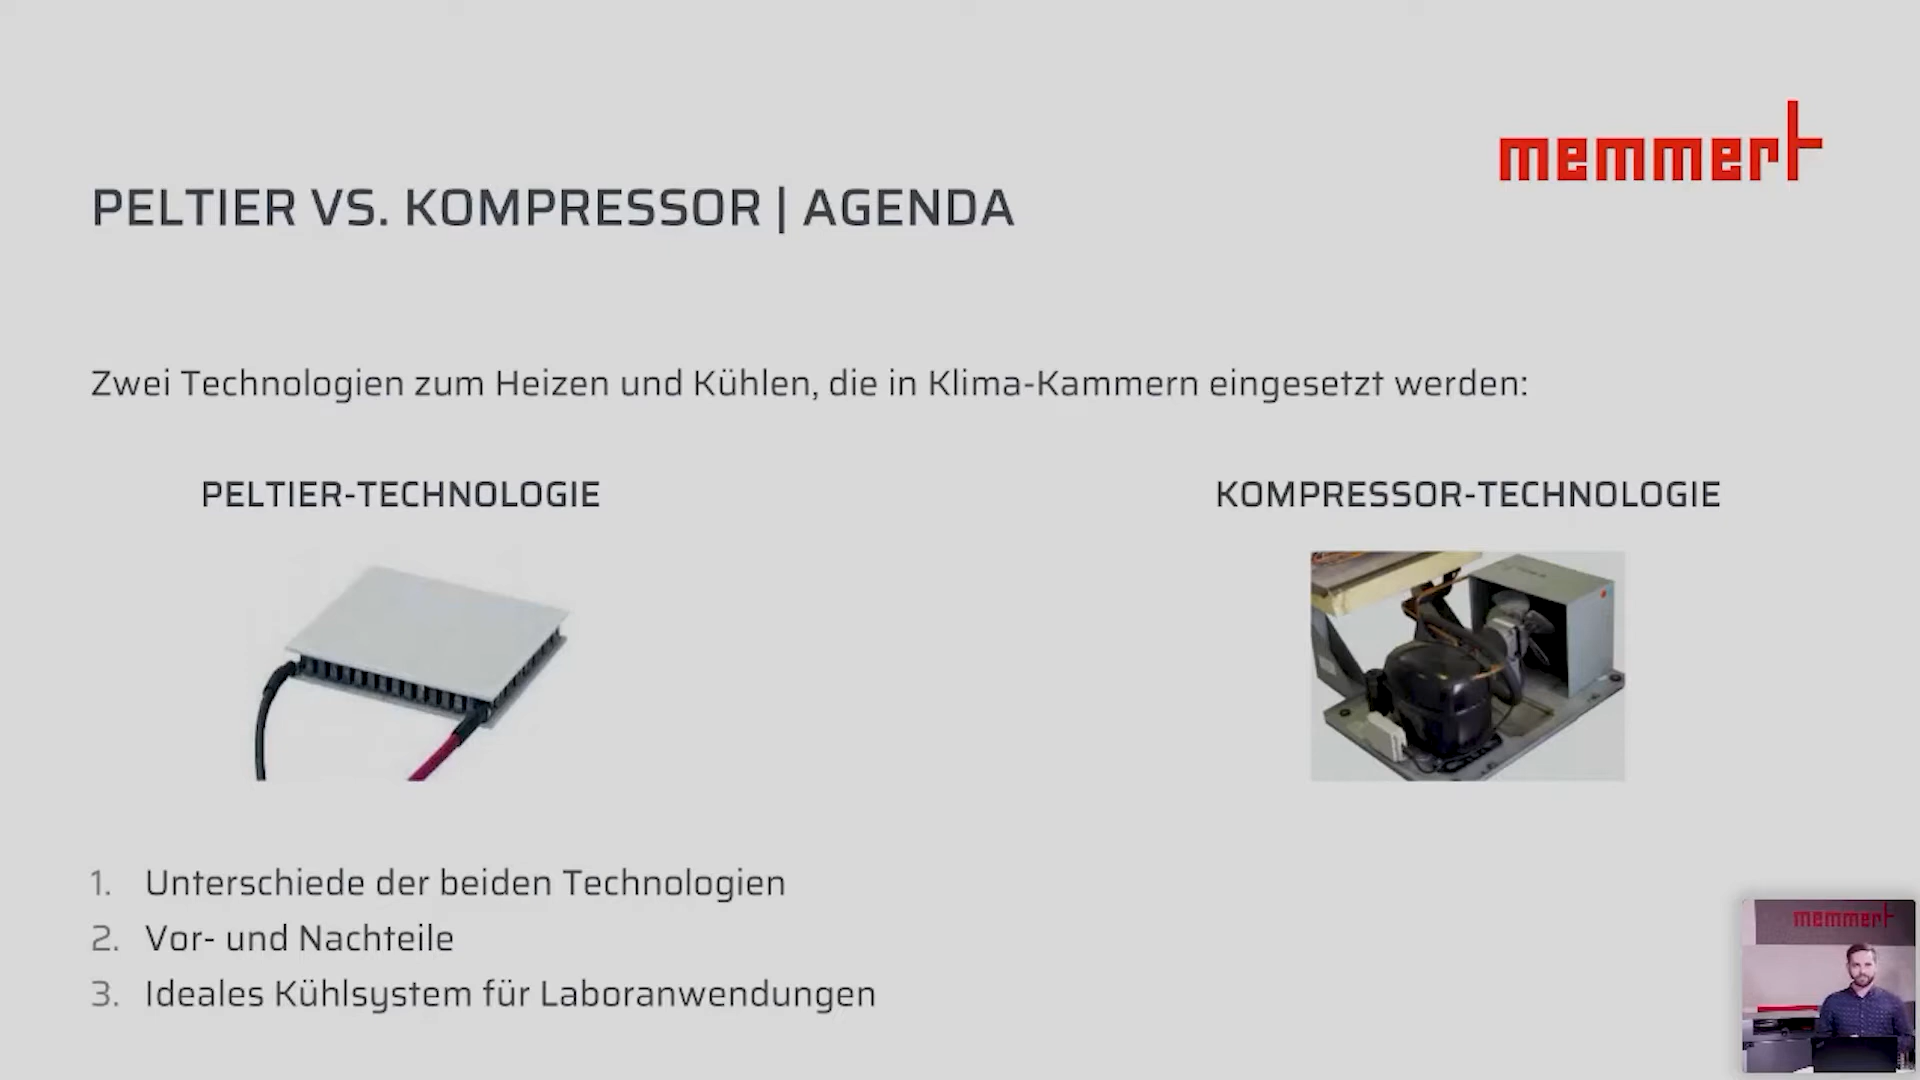 memmert
PELTIER VS. KOMPRESSOR | AGENDA
Zwei Technologien zum Heizen und Kühlen, die in Klima-Kammern eingesetzt werden:
PELTIER-TECHNOLOGIE
KOMPRESSOR-TECHNOLOGIE
1. Unterschiede der beiden Technologien
2. Vor- und Nachteile
3. Ideales Kühlsystem für Laboranwendungen
memmert